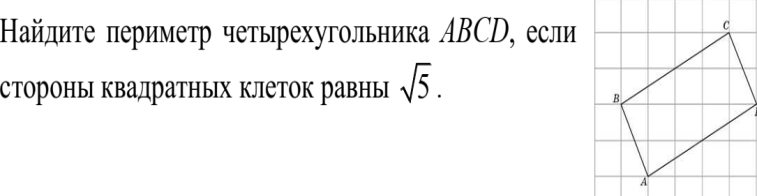 Найдите периметр четырехугольника ABCD, если
стороны квадратных клеток равны √5.
C
B
A